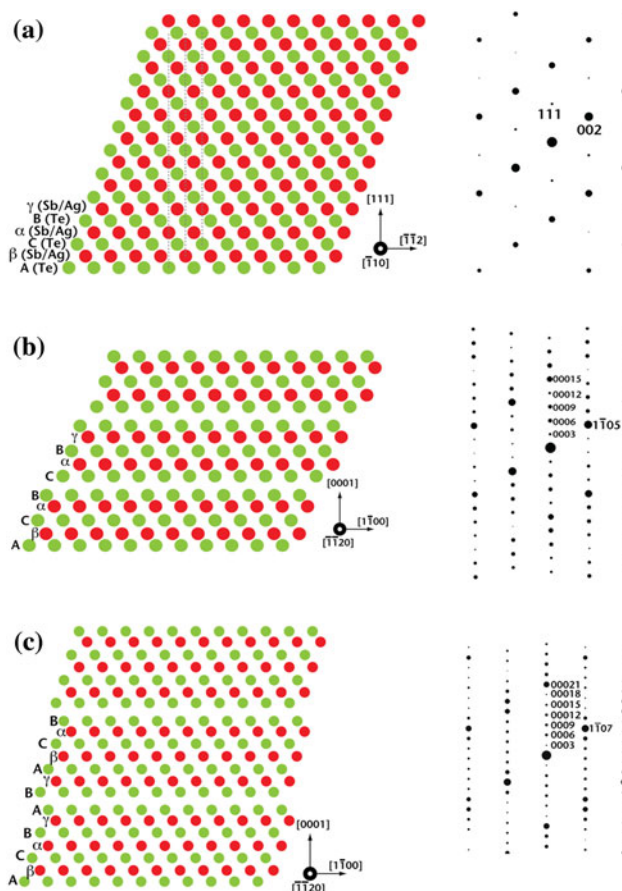 (a)
111
002
γ (Sb/Ag)
B (Te)
α (Sb/Ag)
C (Te)
β (Sb/Ag)
A (Te)
[111]
[1̅1̅2]
[1̅10]
(b)
00015
00012
0009
0006
0003
11̅05
γ
B
α
C
B
α
C
β
A
[0001]
[11̅00]
[1̅1̅20]
(c)
00021
00018
00015
00012
0009
0006
0003
11̅07
B
α
C
β
A
γ
B
A
γ
B
α
C
β
A
[0001]
[11̅00]
[1̅1̅20]